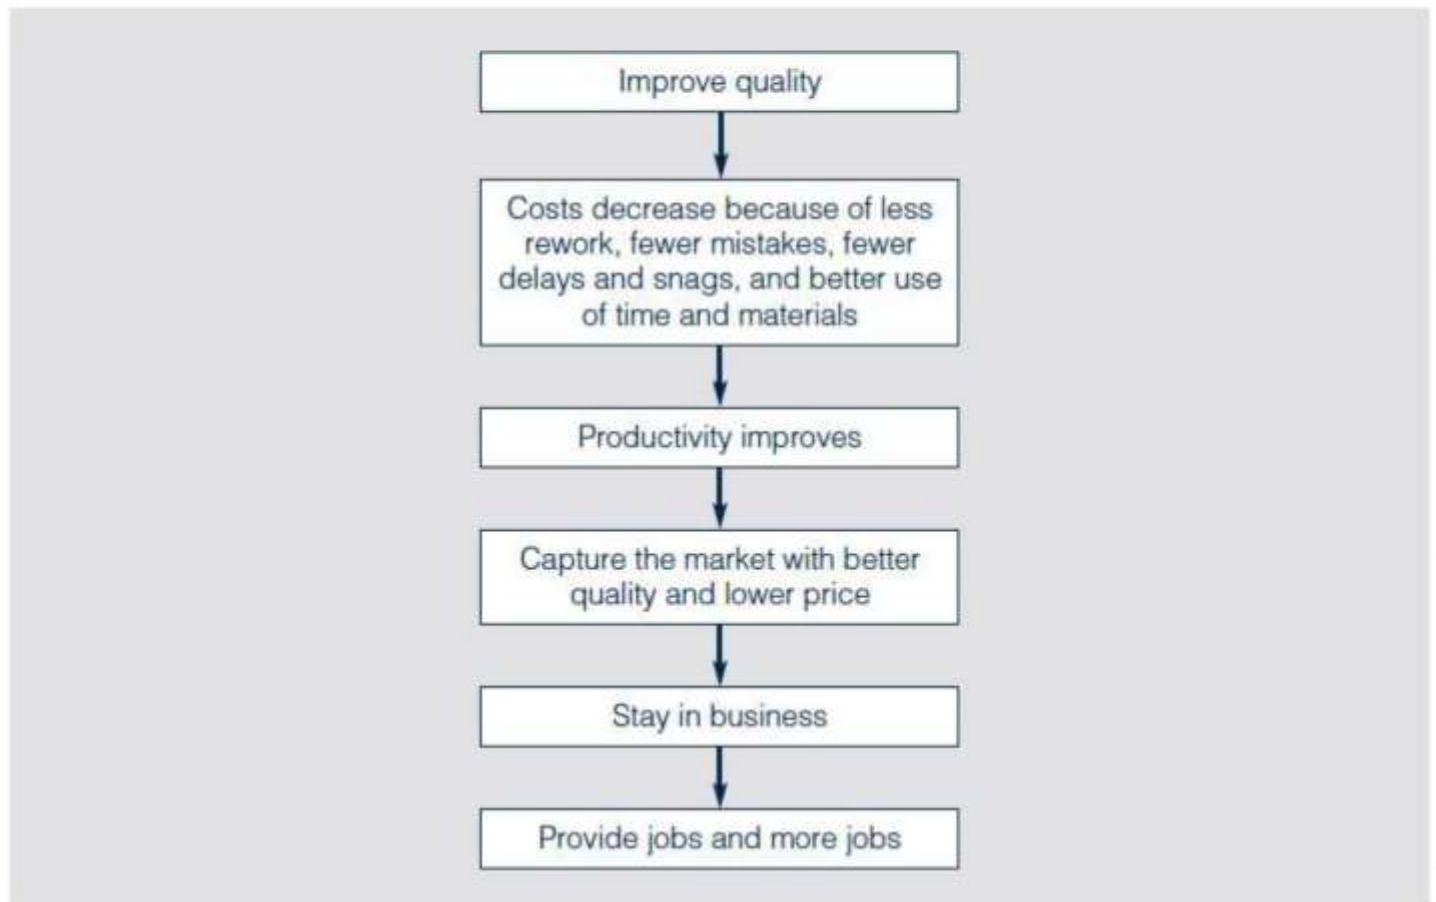 Improve quality
Costs decrease because of less
rework, fewer mistakes, fewer
delays and snags, and better use
of time and materials
Productivity improves
Capture the market with better
quality and lower price
Stay in business
Provide jobs and more jobs